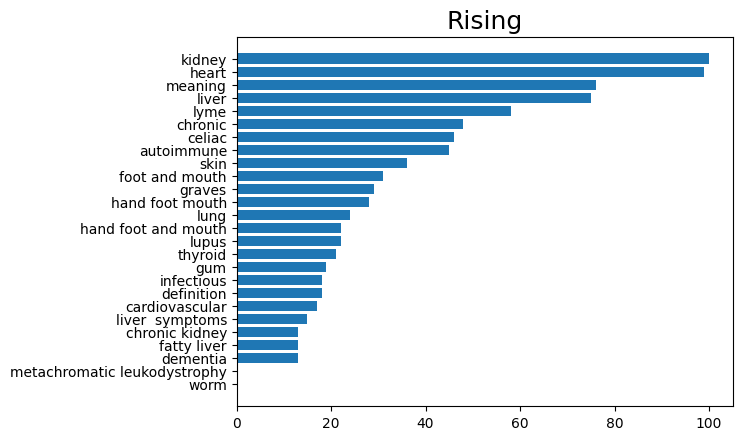 Rising
kidney
heart
meaning
liver
lyme
chronic
celiac
autoimmune
skin
foot and mouth
graves
hand foot mouth
lung
hand foot and mouth
lupus
thyroid
gum
infectious
definition
cardiovascular
liver  symptoms
chronic kidney
fatty liver
dementia
metachromatic leukodystrophy
worm
0 20 40 60 80 100